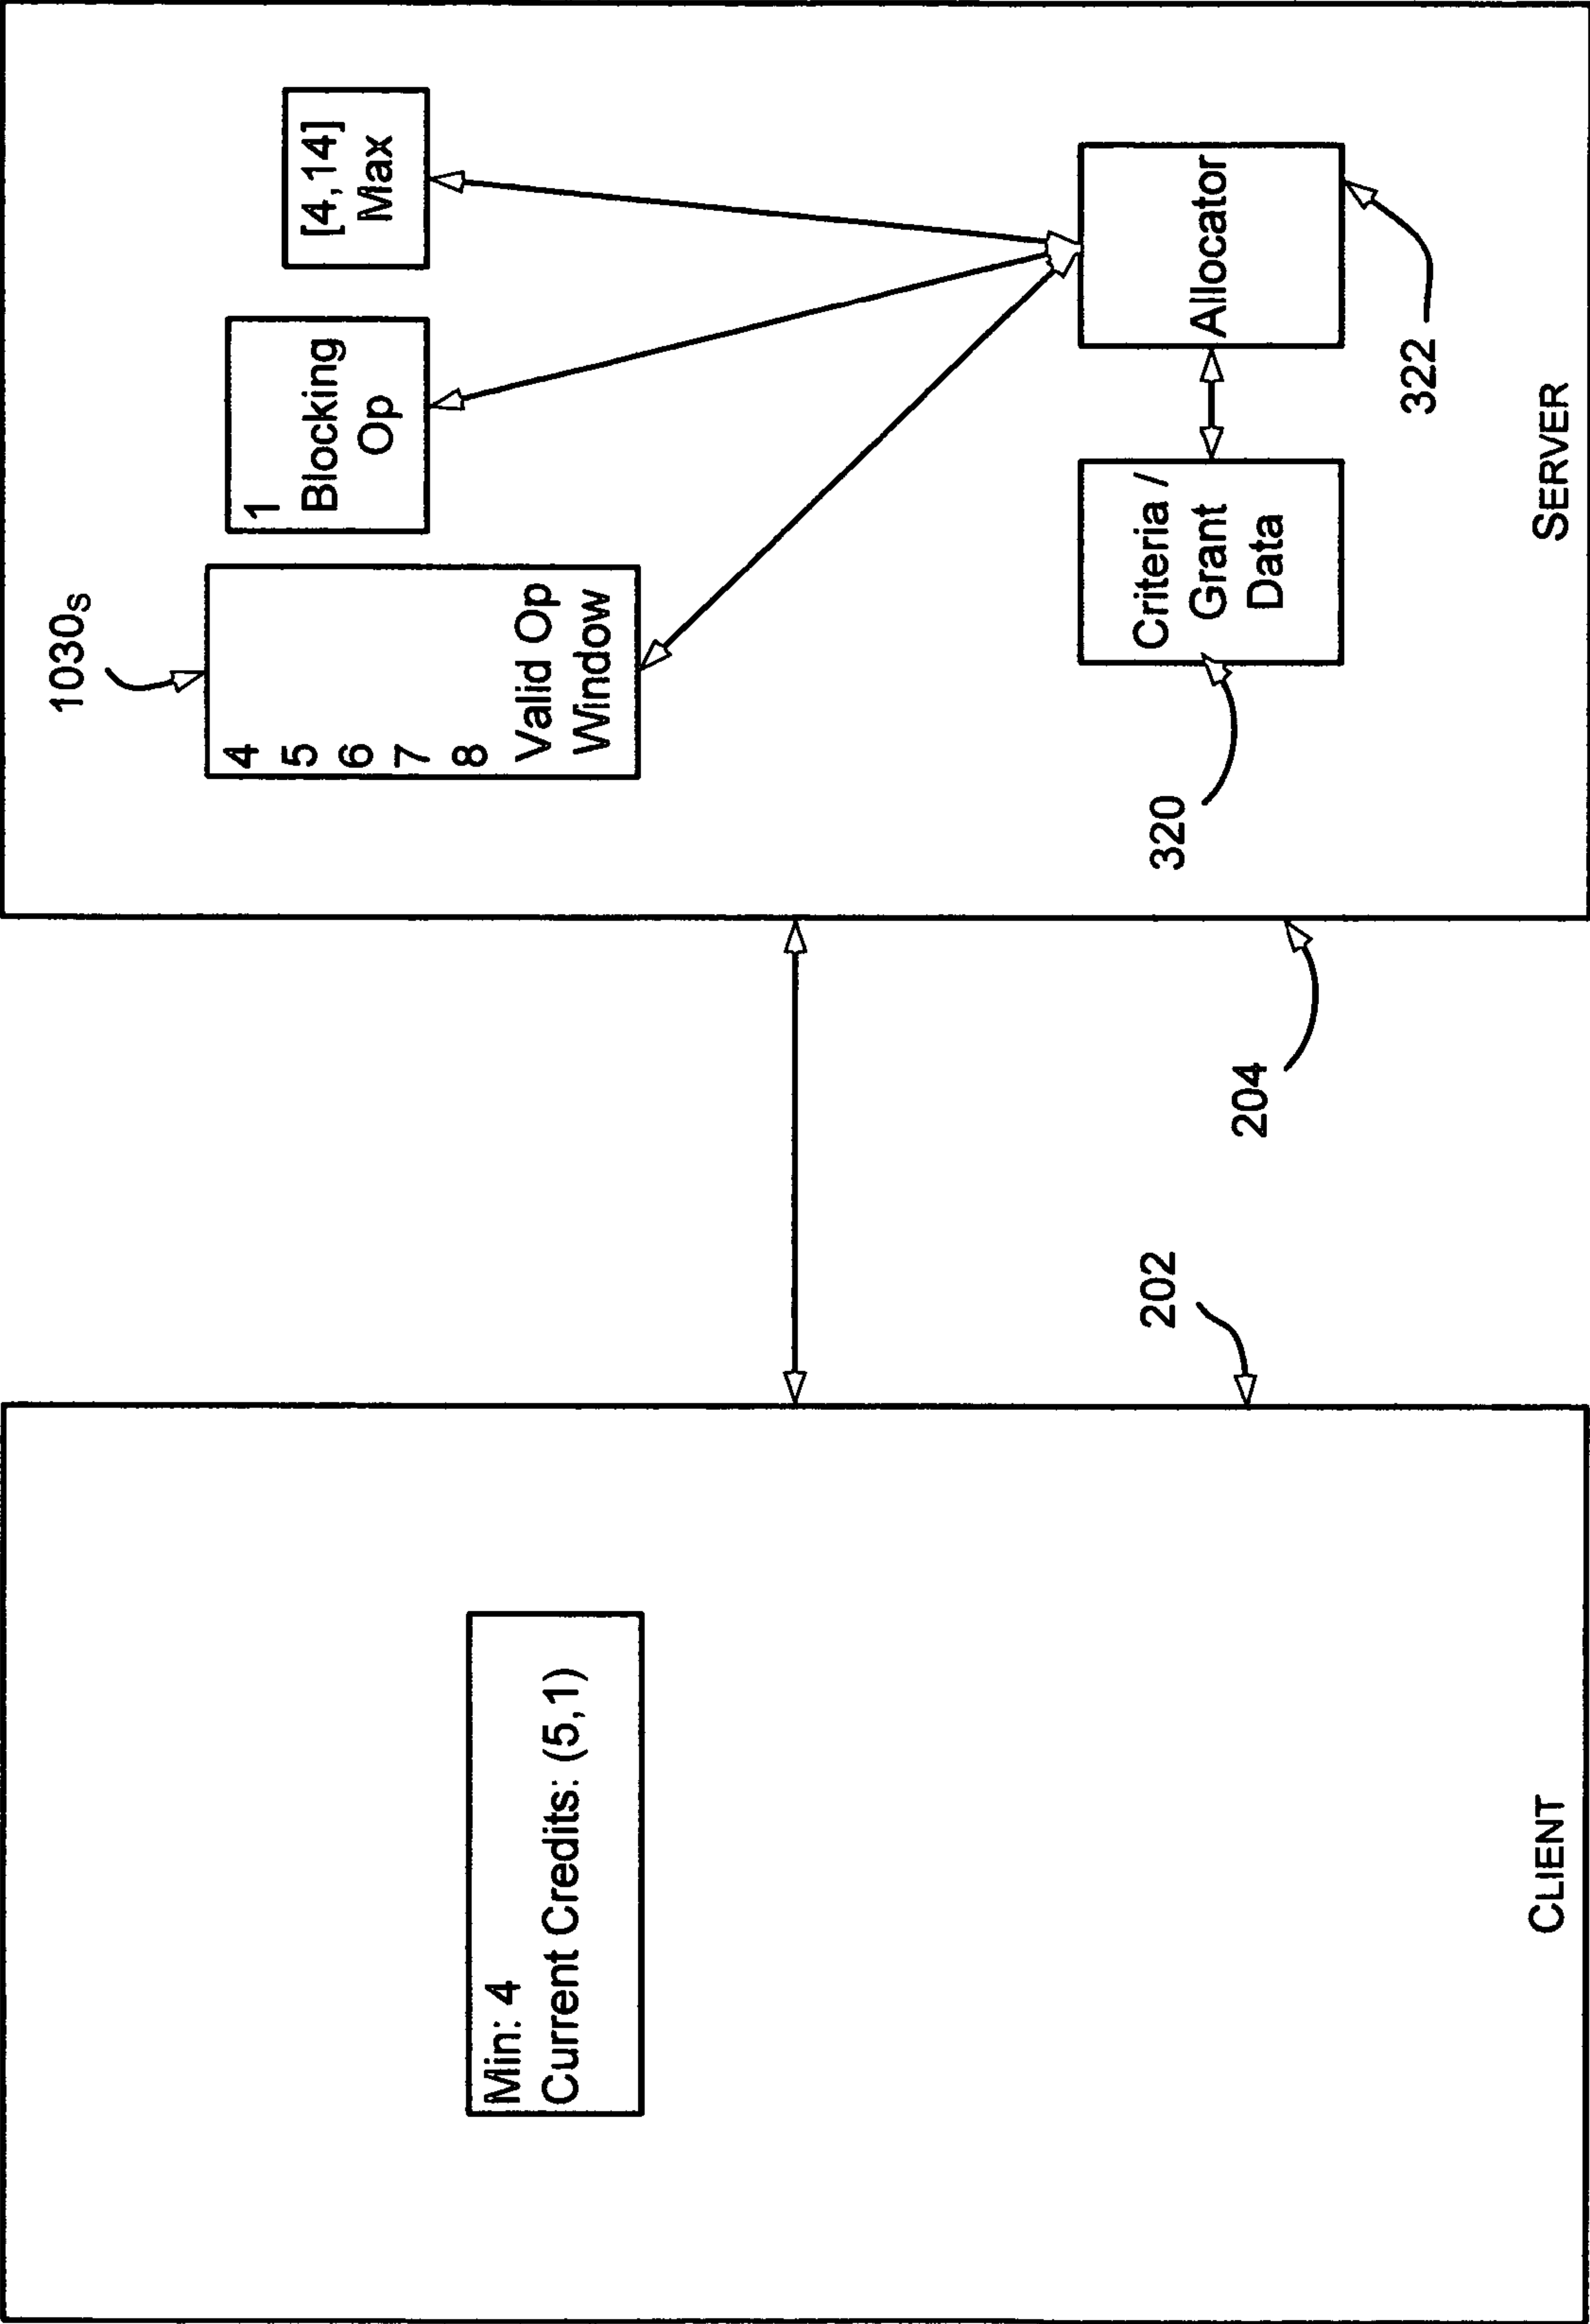 Min: 4
Current Credits: (5,1)
CLIENT
202
204
1030S
4
5
6
7
8
Valid Op
Window
1
Blocking
Op
[4,14]
Max
Criteria /
Grant
Data
320
Allocator
322
SERVER